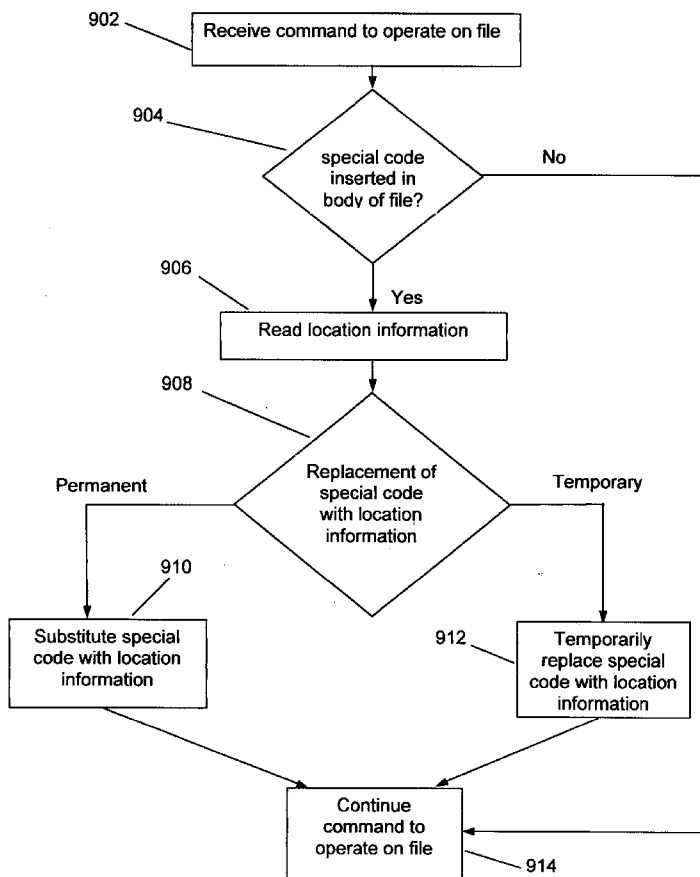 902
Receive command to operate on file
904
special code
inserted in
body of file?
No
906
Yes
Read location information
908
Replacement of
special code
with location
information
Permanent
Temporary
910
Substitute special
code with location
information
912
Temporarily
replace special
code with location
information
Continue
command to
operate on file
914